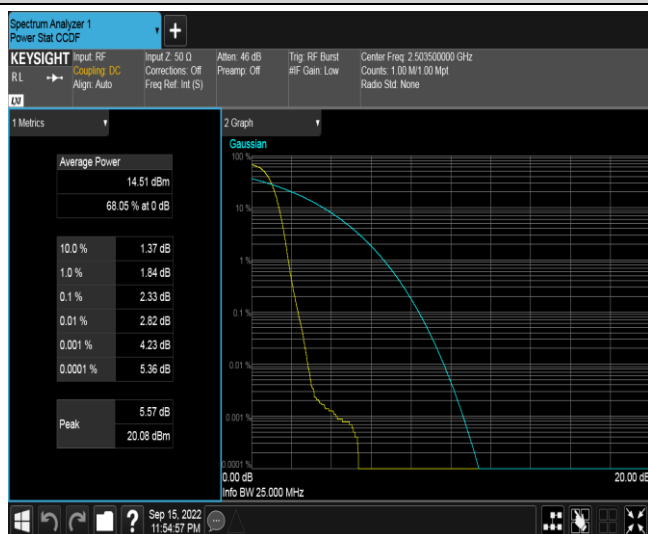 Spectrum Analyzer 1
Power Stat CCDF
KEYSIGHT
RL
LXI
Input: RF
Coupling: DC
Align: Auto
Input Z: 50 Ω
Corrections: Off
Freq Ref: Int (S)
Atten: 46 dB
Preamp: Off
Trig: RF Burst
#IF Gain: Low
Center Freq: 2.503500000 GHz
Counts: 1.00 M/1.00 Mpt
Radio Std: None
1 Metrics
Average Power
14.51 dBm
68.05 % at 0 dB
10.0 % 1.37 dB
1.0 % 1.84 dB
0.1 % 2.33 dB
0.01 % 2.82 dB
0.001 % 4.23 dB
0.0001 % 5.36 dB
Peak
5.57 dB
20.08 dBm
2 Graph
Gaussian
100 %
10 %
1 %
0.1 %
0.01 %
0.001 %
0.0001 %
0.00 dB
20.00 dB
Info BW 25.000 MHz
?
Sep 15, 2022
11:54:57 PM